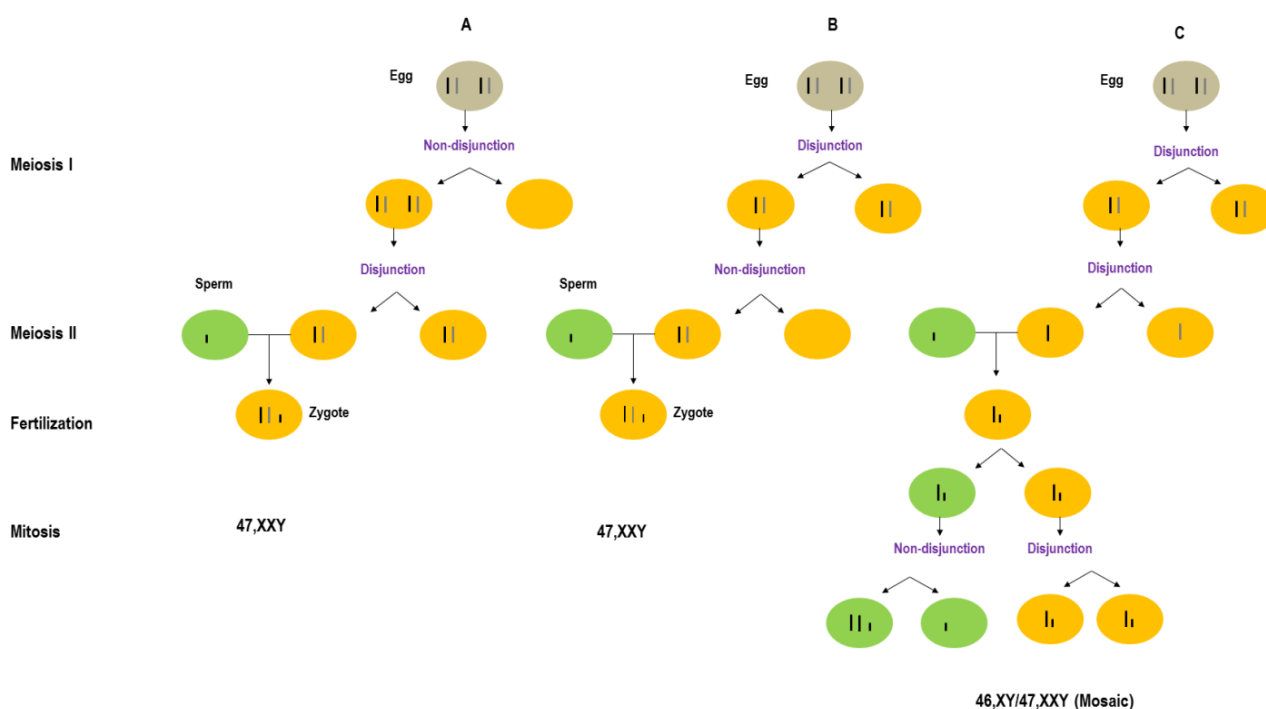 A
B
C
Egg
Egg
Egg
Non-disjunction
Disjunction
Disjunction
Meiosis I
Disjunction
Non-disjunction
Disjunction
Sperm
Sperm
Meiosis II
Zygote
Zygote
Fertilization
Mitosis
47,XXY
47,XXY
Non-disjunction
Disjunction
46,XY/47,XXY (Mosaic)